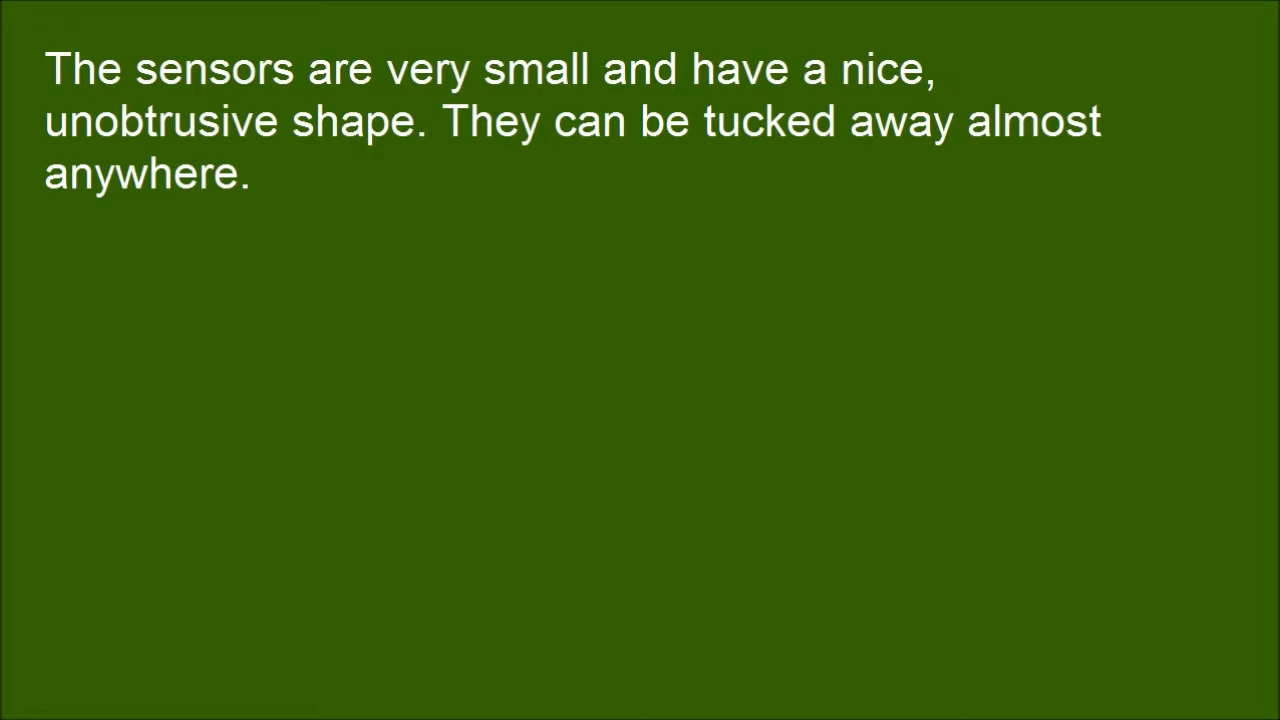 The sensors are very small and have a nice,
unobtrusive shape. They can be tucked away almost
anywhere.